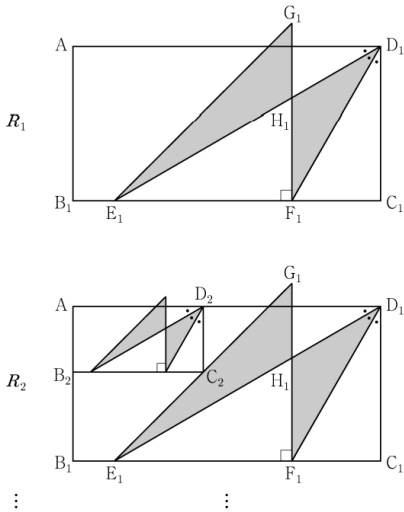 G₁
A D₁
R₁ H₁
B₁ E₁ F₁ C₁
G₁
A D₂ D₁
R₂ B₂ C₂ H₁
B₁ E₁ F₁ C₁
⋮ ⋮